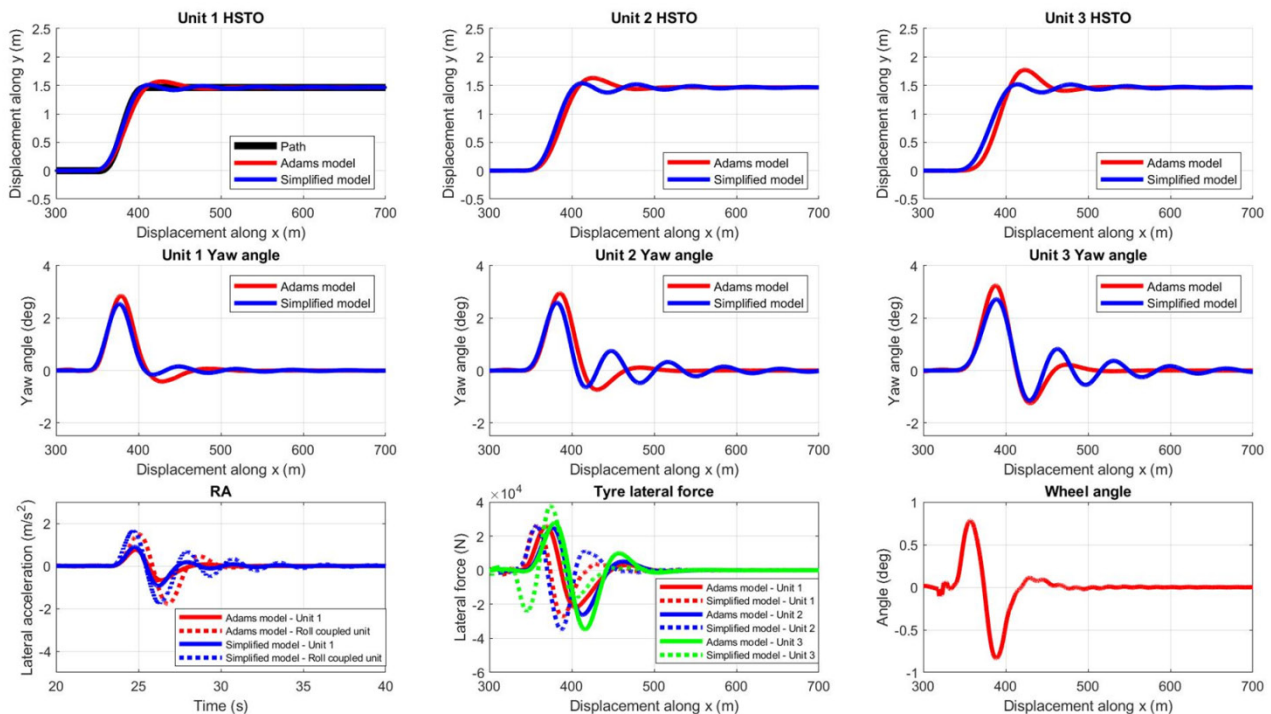 Unit 1 HSTO
Displacement along y (m)
2.5
2
1.5
1
0.5
0
-0.5
Path
Adams model
Simplified model
300 400 500 600 700
Displacement along x (m)
Unit 2 HSTO
Displacement along y (m)
2.5
2
1.5
1
0.5
0
-0.5
Adams model
Simplified model
300 400 500 600 700
Displacement along x (m)
Unit 3 HSTO
Displacement along y (m)
2.5
2
1.5
1
0.5
0
-0.5
Adams model
Simplified model
300 400 500 600 700
Displacement along x (m)
Unit 1 Yaw angle
Yaw angle (deg)
4
2
0
-2
Adams model
Simplified model
300 400 500 600 700
Displacement along x (m)
Unit 2 Yaw angle
Yaw angle (deg)
4
2
0
-2
Adams model
Simplified model
300 400 500 600 700
Displacement along x (m)
Unit 3 Yaw angle
Yaw angle (deg)
4
2
0
-2
Adams model
Simplified model
300 400 500 600 700
Displacement along x (m)
RA
Lateral acceleration (m/s²)
2
0
-2
-4
Adams model - Unit 1
Adams model - Roll coupled unit
Simplified model - Unit 1
Simplified model - Roll coupled unit
20 25 30 35 40
Time (s)
Tyre lateral force
×10⁴
Lateral force (N)
4
2
0
-2
-4
-6
Adams model - Unit 1
Simplified model - Unit 1
Adams model - Unit 2
Simplified model - Unit 2
Adams model - Unit 3
Simplified model - Unit 3
300 400 500 600 700
Displacement along x (m)
Wheel angle
Angle (deg)
1
0.5
0
-0.5
-1
300 400 500 600 700
Displacement along x (m)